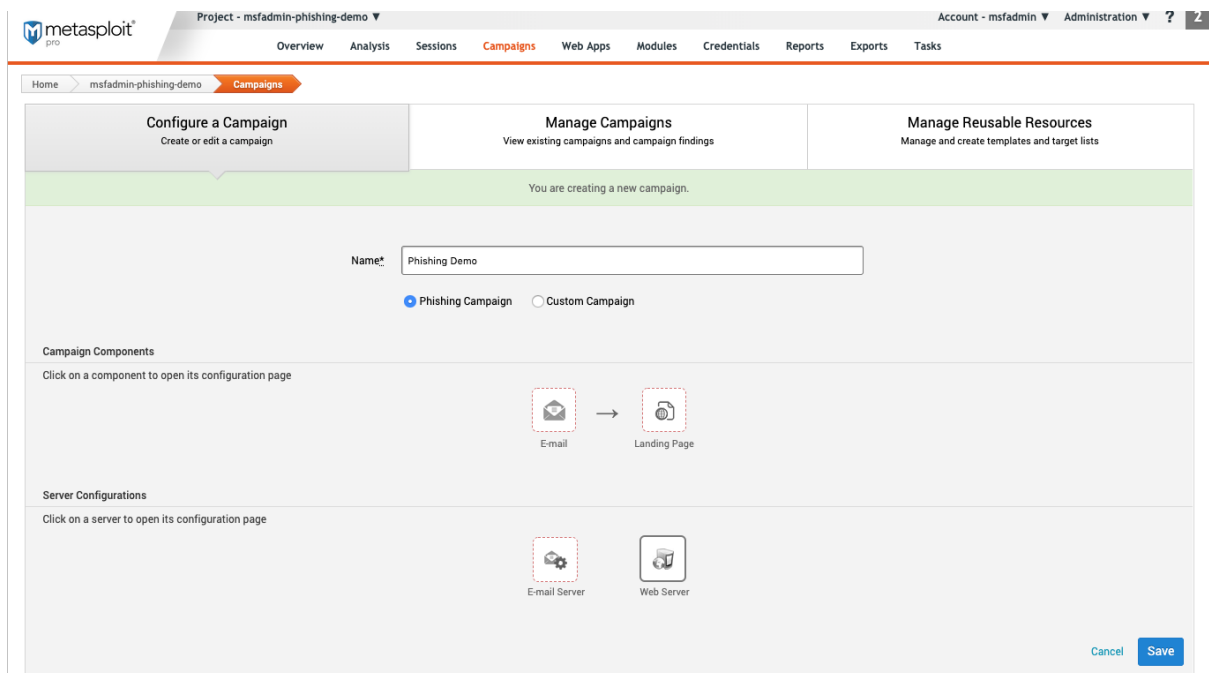 Project - msfadmin-phishing-demo ▼ Account - msfadmin ▼ Administration ▼ ? 2
metasploit®
pro
Overview Analysis Sessions Campaigns Web Apps Modules Credentials Reports Exports Tasks
Home msfadmin-phishing-demo Campaigns
Configure a Campaign Manage Campaigns Manage Reusable Resources
Create or edit a campaign View existing campaigns and campaign findings Manage and create templates and target lists
You are creating a new campaign.
Name* Phishing Demo
Phishing Campaign Custom Campaign
Campaign Components
Click on a component to open its configuration page
E-mail Landing Page
Server Configurations
Click on a server to open its configuration page
E-mail Server Web Server
Cancel Save